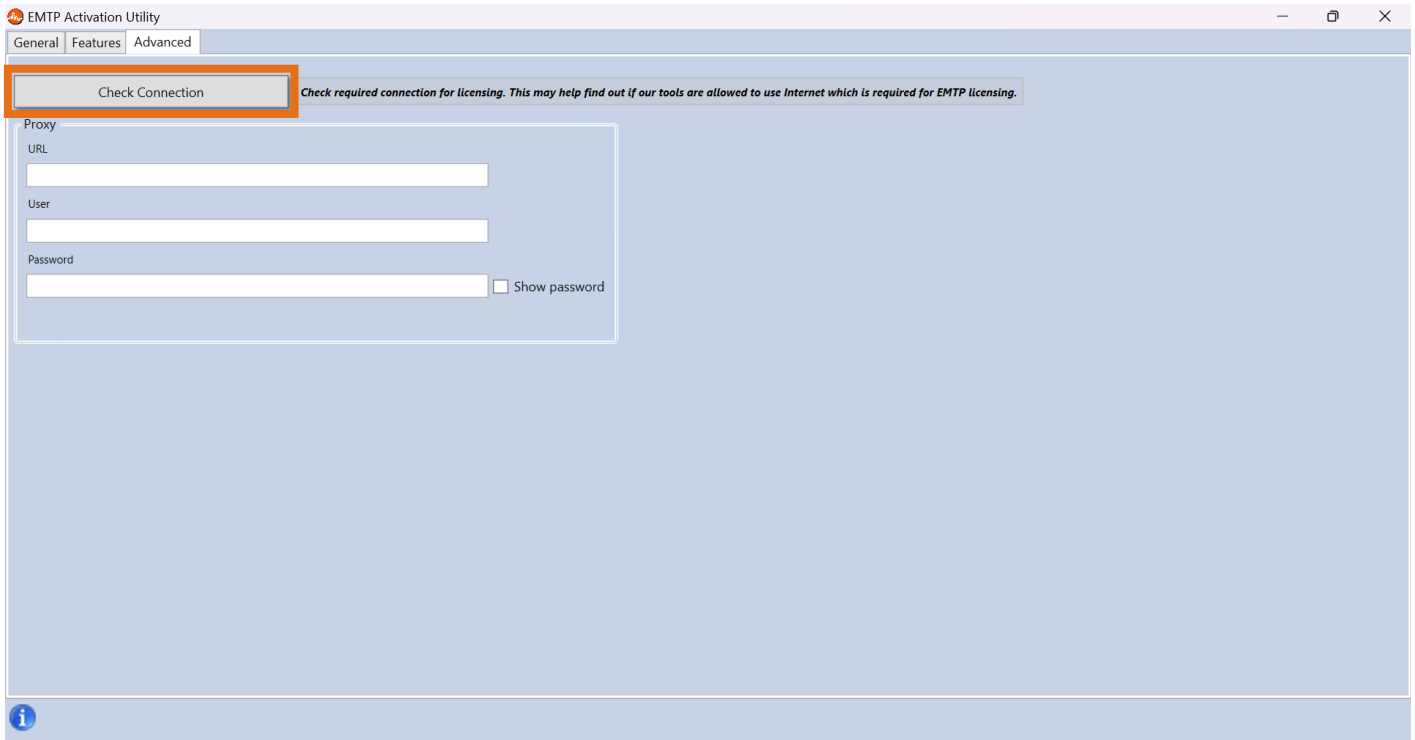 EMTP Activation Utility
General Features Advanced
Check Connection
Check required connection for licensing. This may help find out if our tools are allowed to use Internet which is required for EMTP licensing.
Proxy
URL
User
Password
Show password